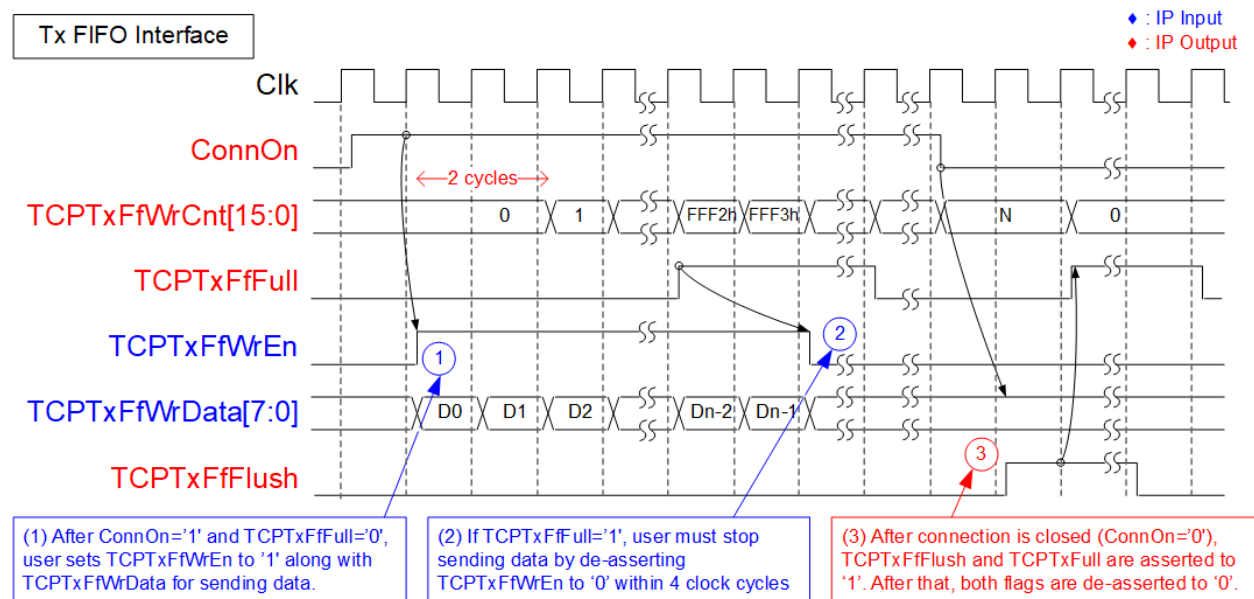 Tx FIFO Interface
♦ : IP Input
♦ : IP Output
Clk
ConnOn
2 cycles
TCPTxFfWrCnt[15:0]
0
1
FFF2h
FFF3h
N
0
TCPTxFfFull
TCPTxFfWrEn
1
2
TCPTxFfWrData[7:0]
D0
D1
D2
Dn-2
Dn-1
3
TCPTxFfFlush
(1) After ConnOn='1' and TCPTxFfFull='0',
user sets TCPTxFfWrEn to '1' along with
TCPTxFfWrData for sending data.
(2) If TCPTxFfFull='1', user must stop
sending data by de-asserting
TCPTxFfWrEn to ‘0’ within 4 clock cycles
(3) After connection is closed (ConnOn='0'),
TCPTxFfFlush and TCPTxFull are asserted to
‘1’. After that, both flags are de-asserted to ‘0’.